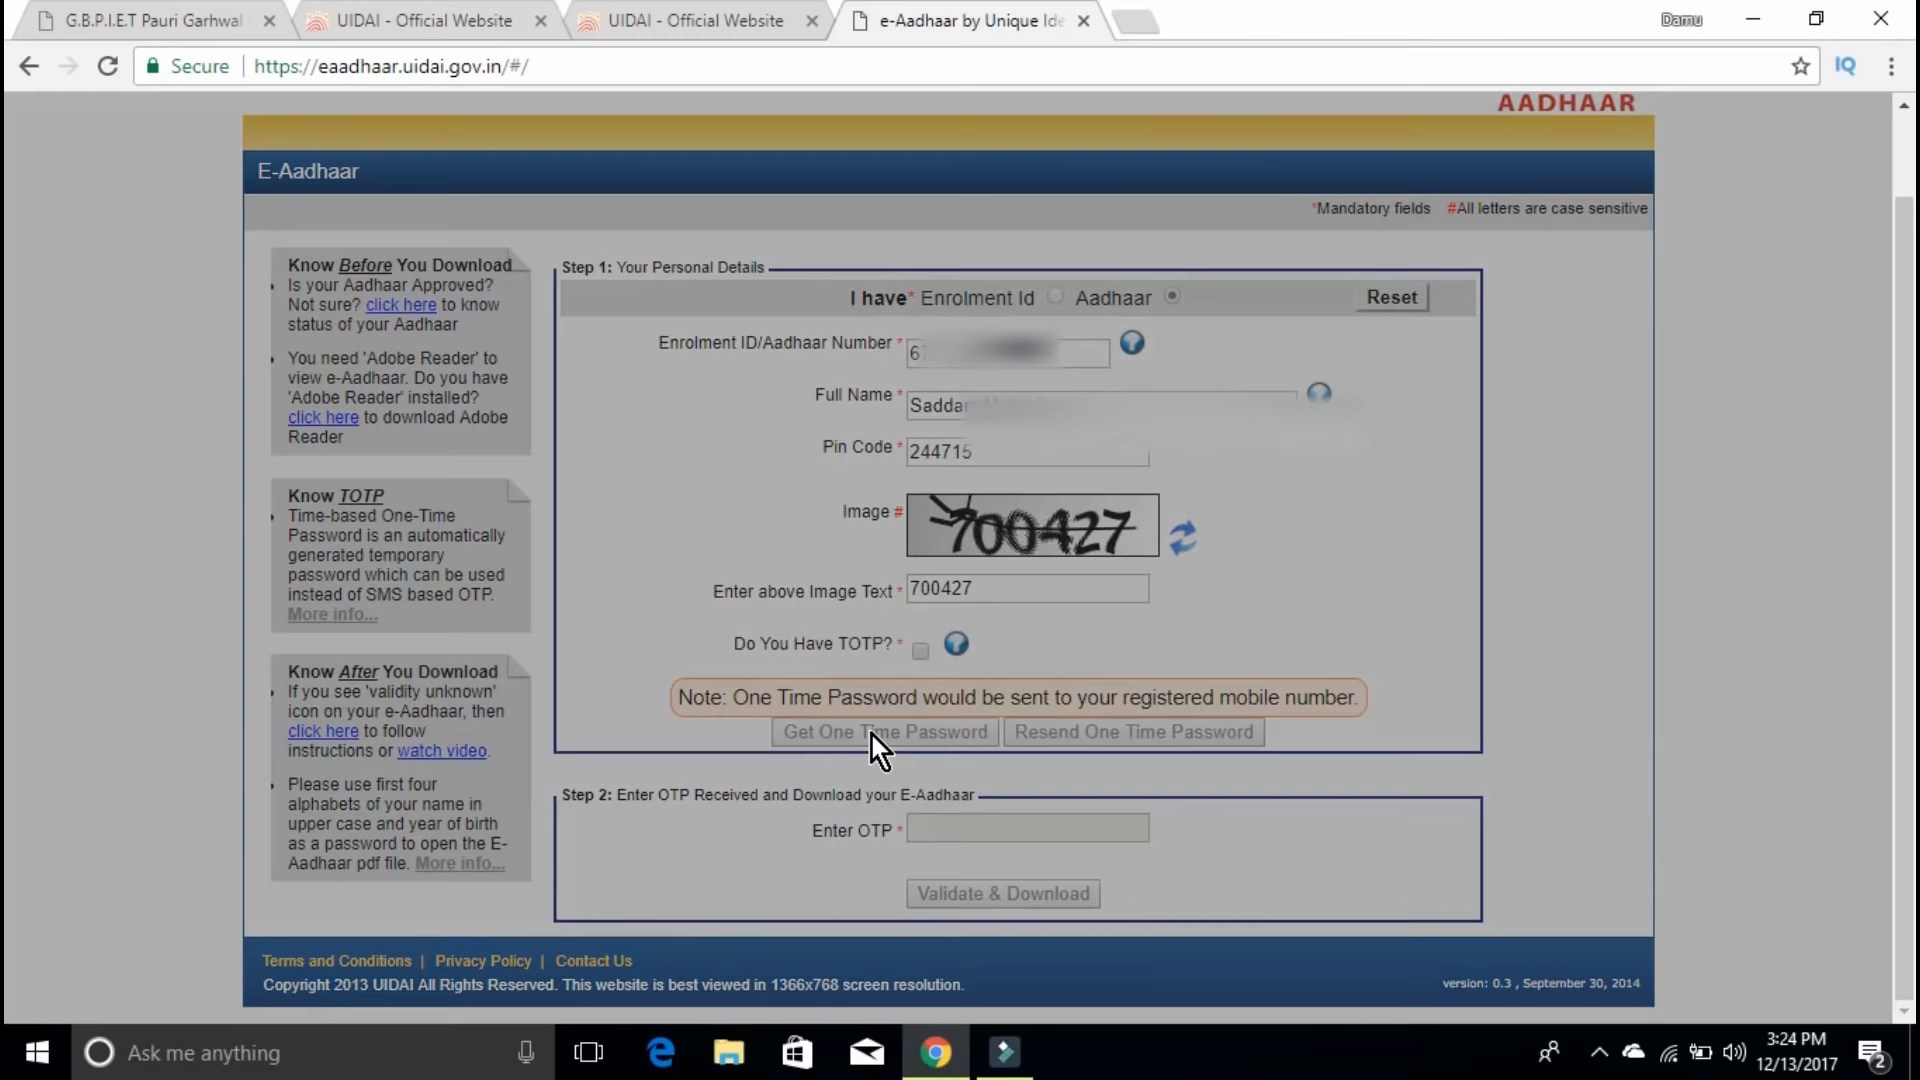 G.B.P.I.E.T Pauri Garhwal
UIDAI - Official Website
UIDAI - Official Website
e-Aadhaar by Unique Ide
Damu
Secure
https://eaadhaar.uidai.gov.in/#/
IQ
AADHAAR
E-Aadhaar
*Mandatory fields #All letters are case sensitive
Know Before You Download
Is your Aadhaar Approved?
Not sure? click here to know
status of your Aadhaar
You need 'Adobe Reader' to
view e-Aadhaar. Do you have
'Adobe Reader' installed?
click here to download Adobe
Reader
Know TOTP
Time-based One-Time
Password is an automatically
generated temporary
password which can be used
instead of SMS based OTP.
More info...
Know After You Download
If you see 'validity unknown'
icon on your e-Aadhaar, then
click here to follow
instructions or watch video.
Please use first four
alphabets of your name in
upper case and year of birth
as a password to open the E-
Aadhaar pdf file. More info...
Step 1: Your Personal Details
I have* Enrolment Id Aadhaar
Reset
Enrolment ID/Aadhaar Number *
Full Name *
Pin Code * 244715
Image # 700427
Enter above Image Text * 700427
Do You Have TOTP? *
Note: One Time Password would be sent to your registered mobile number.
Get One Time Password
Resend One Time Password
Step 2: Enter OTP Received and Download your E-Aadhaar
Enter OTP *
Validate & Download
Terms and Conditions | Privacy Policy | Contact Us
Copyright 2013 UIDAI All Rights Reserved. This website is best viewed in 1366x768 screen resolution.
version: 0.3 , September 30, 2014
Ask me anything
3:24 PM
12/13/2017
2